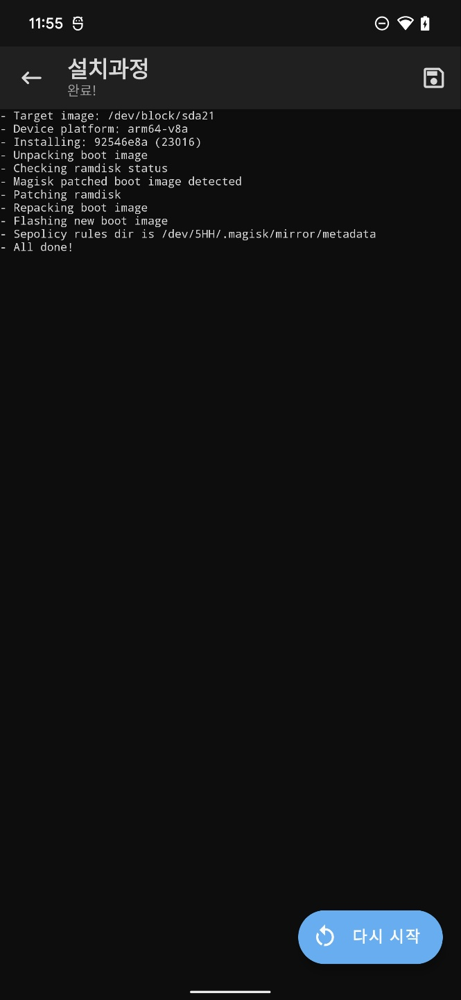 11:55
설치과정
완료!
- Target image: /dev/block/sda21
- Device platform: arm64-v8a
- Installing: 92546e8a (23016)
- Unpacking boot image
- Checking ramdisk status
- Magisk patched boot image detected
- Patching ramdisk
- Repacking boot image
- Flashing new boot image
- Sepolicy rules dir is /dev/5HH/.magisk/mirror/metadata
- All done!
다시 시작